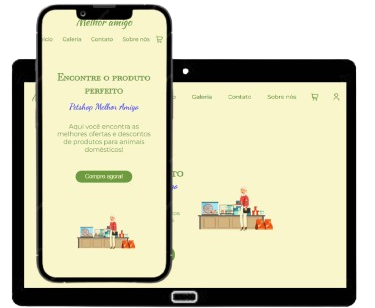 Melhor amigo
Início Galeria Contato Sobre nós
ENCONTRE O PRODUTO
PERFEITO
Petshop Melhor Amigo
Aqui você encontra as
melhores ofertas e descontos
de produtos para animais
domésticos!
Compre agora!
Galeria Contato Sobre nós